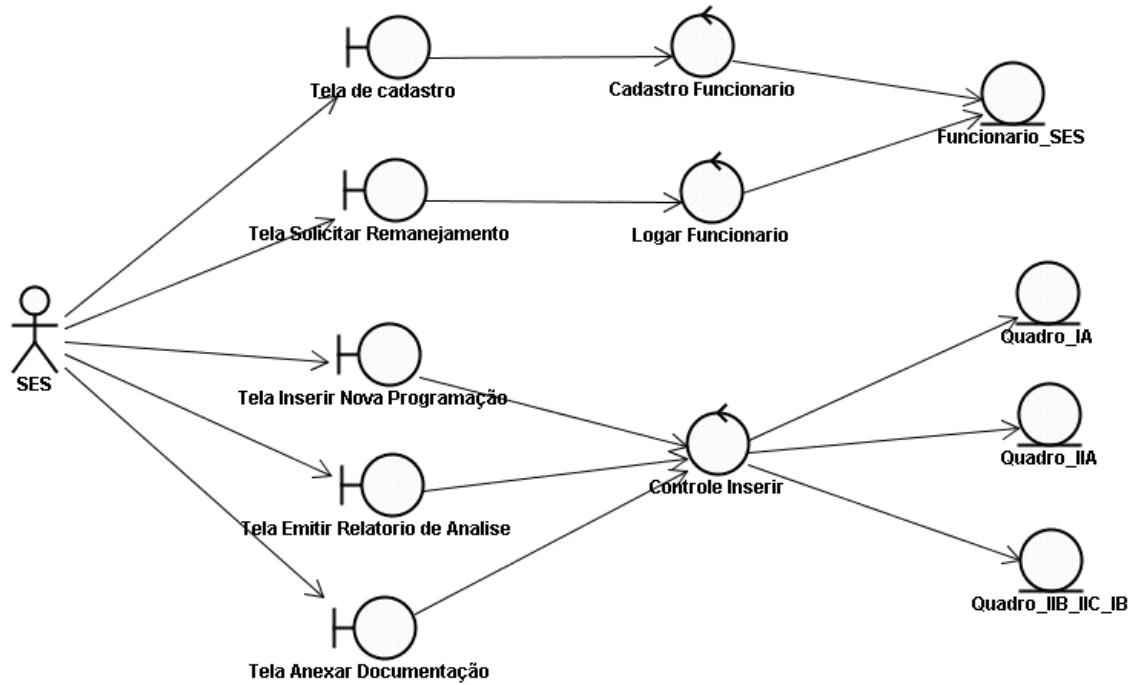 Tela de cadastro
Cadastro Funcionario
Funcionario_SES
Tela Solicitar Remanejamento
Logar Funcionario
Quadro_IA
SES
Tela Inserir Nova Programação
Quadro_IIA
Controle Inserir
Tela Emitir Relatorio de Analise
Quadro_IIB_IIC_IB
Tela Anexar Documentação